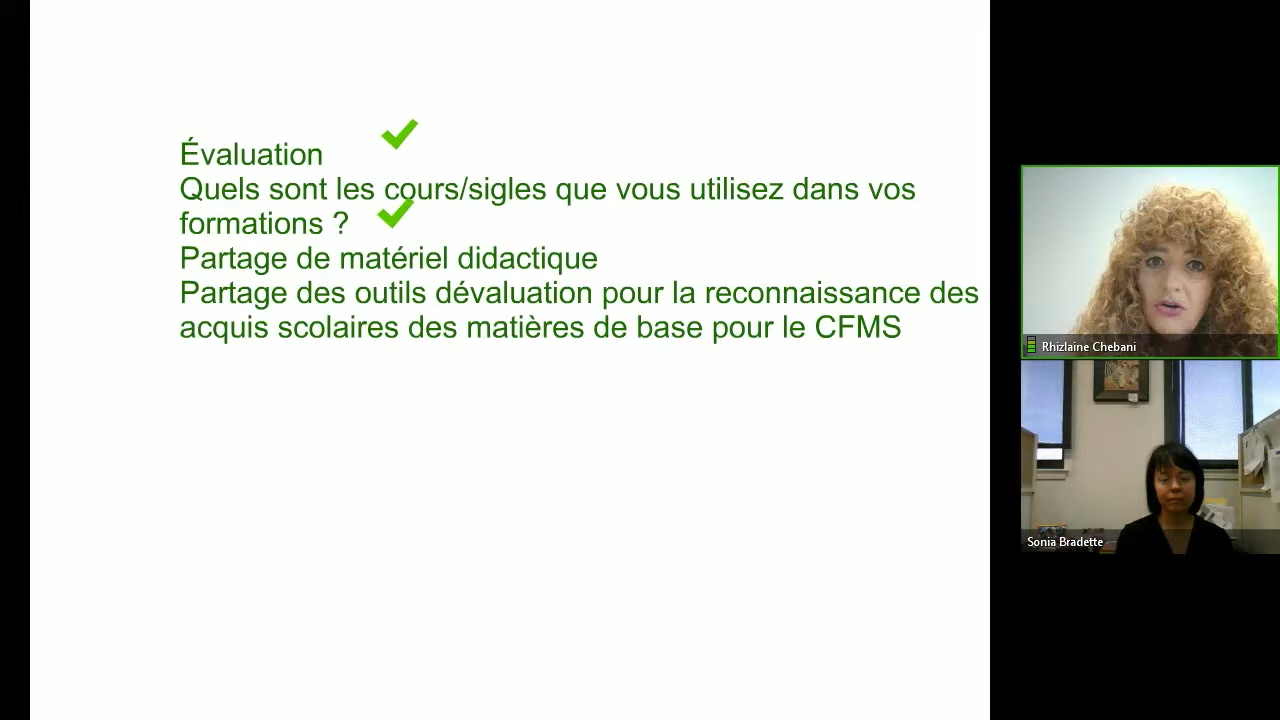 Évaluation
Quels sont les cours/sigles que vous utilisez dans vos
formations ?
Partage de matériel didactique
Partage des outils dévaluation pour la reconnaissance des
acquis scolaires des matières de base pour le CFMS
Rhizlaine Chebani
Sonia Bradette